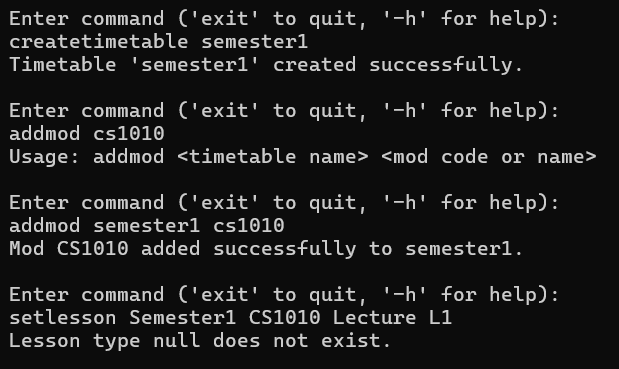 Enter command ('exit' to quit, '-h' for help):
createtimetable semester1
Timetable 'semester1' created successfully.
Enter command ('exit' to quit, '-h' for help):
addmod cs1010
Usage: addmod <timetable name> <mod code or name>
Enter command ('exit' to quit, '-h' for help):
addmod semester1 cs1010
Mod CS1010 added successfully to semester1.
Enter command ('exit' to quit, '-h' for help):
setlesson Semester1 CS1010 Lecture L1
Lesson type null does not exist.